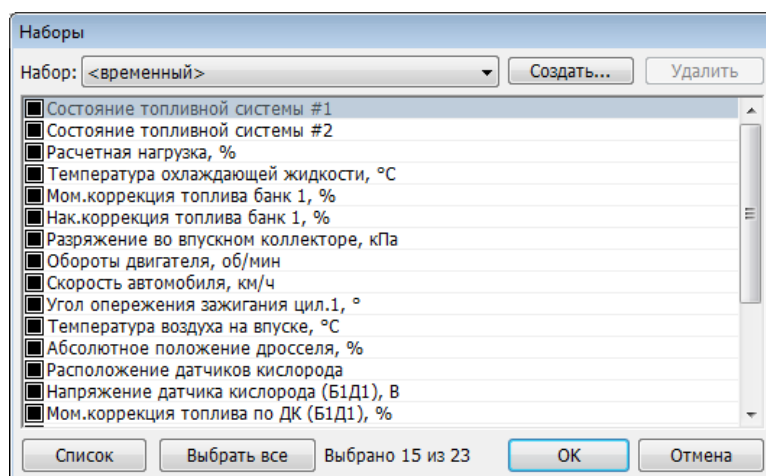 Наборы
Набор: <временный> Создать... Удалить
Состояние топливной системы #1
Состояние топливной системы #2
Расчетная нагрузка, %
Температура охлаждающей жидкости, °C
Мом.коррекция топлива банк 1, %
Нак.коррекция топлива банк 1, %
Разряжение во впускном коллекторе, кПа
Обороты двигателя, об/мин
Скорость автомобиля, км/ч
Угол опережения зажигания цил.1, °
Температура воздуха на впуске, °C
Абсолютное положение дросселя, %
Расположение датчиков кислорода
Напряжение датчика кислорода (Б1Д1), В
Мом.коррекция топлива по ДК (Б1Д1), %
Список Выбрать все Выбрано 15 из 23 OK Отмена